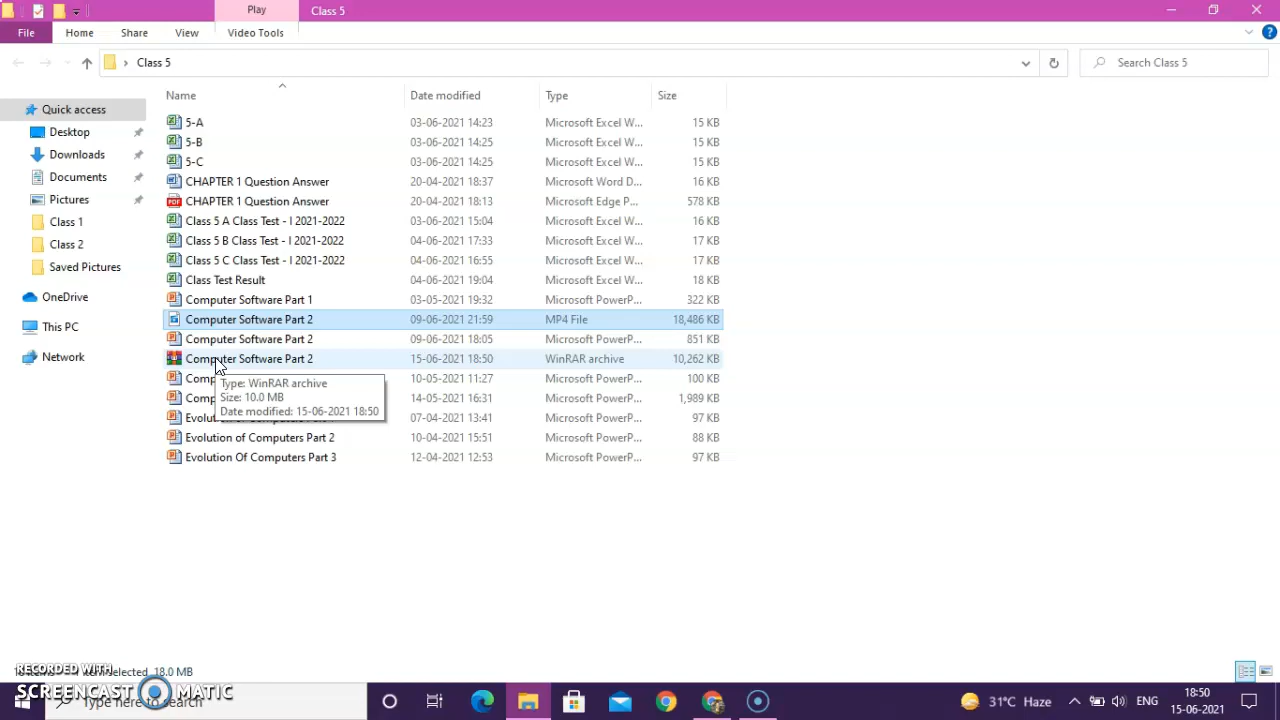 Play
Class 5
File
Home
Share
View
Video Tools
Class 5
Search Class 5
Name
Date modified
Type
Size
Quick access
Desktop
Downloads
Documents
Pictures
Class 1
Class 2
Saved Pictures
OneDrive
This PC
Network
5-A 03-06-2021 14:23 Microsoft Excel W... 15 KB
5-B 03-06-2021 14:25 Microsoft Excel W... 15 KB
5-C 03-06-2021 14:25 Microsoft Excel W... 15 KB
CHAPTER 1 Question Answer 20-04-2021 18:37 Microsoft Word D... 16 KB
CHAPTER 1 Question Answer 20-04-2021 18:13 Microsoft Edge P... 578 KB
Class 5 A Class Test - I 2021-2022 03-06-2021 15:04 Microsoft Excel W... 16 KB
Class 5 B Class Test - I 2021-2022 04-06-2021 17:33 Microsoft Excel W... 17 KB
Class 5 C Class Test - I 2021-2022 04-06-2021 16:55 Microsoft Excel W... 17 KB
Class Test Result 04-06-2021 19:04 Microsoft Excel W... 18 KB
Computer Software Part 1 03-05-2021 19:32 Microsoft PowerP... 322 KB
Computer Software Part 2 09-06-2021 21:59 MP4 File 18,486 KB
Computer Software Part 2 09-06-2021 18:05 Microsoft PowerP... 851 KB
Computer Software Part 2 15-06-2021 18:50 WinRAR archive 10,262 KB
Comp 10-05-2021 11:27 Microsoft PowerP... 100 KB
Comp 14-05-2021 16:31 Microsoft PowerP... 1,989 KB
Evolut 07-04-2021 13:41 Microsoft PowerP... 97 KB
Evolution of Computers Part 2 10-04-2021 15:51 Microsoft PowerP... 88 KB
Evolution Of Computers Part 3 12-04-2021 12:53 Microsoft PowerP... 97 KB
Type: WinRAR archive
Size: 10.0 MB
Date modified: 15-06-2021 18:50
selected 18.0 MB
RECORDED WITH
SCREENCAST MATIC
Type here to search
31°C Haze
ENG
18:50
15-06-2021